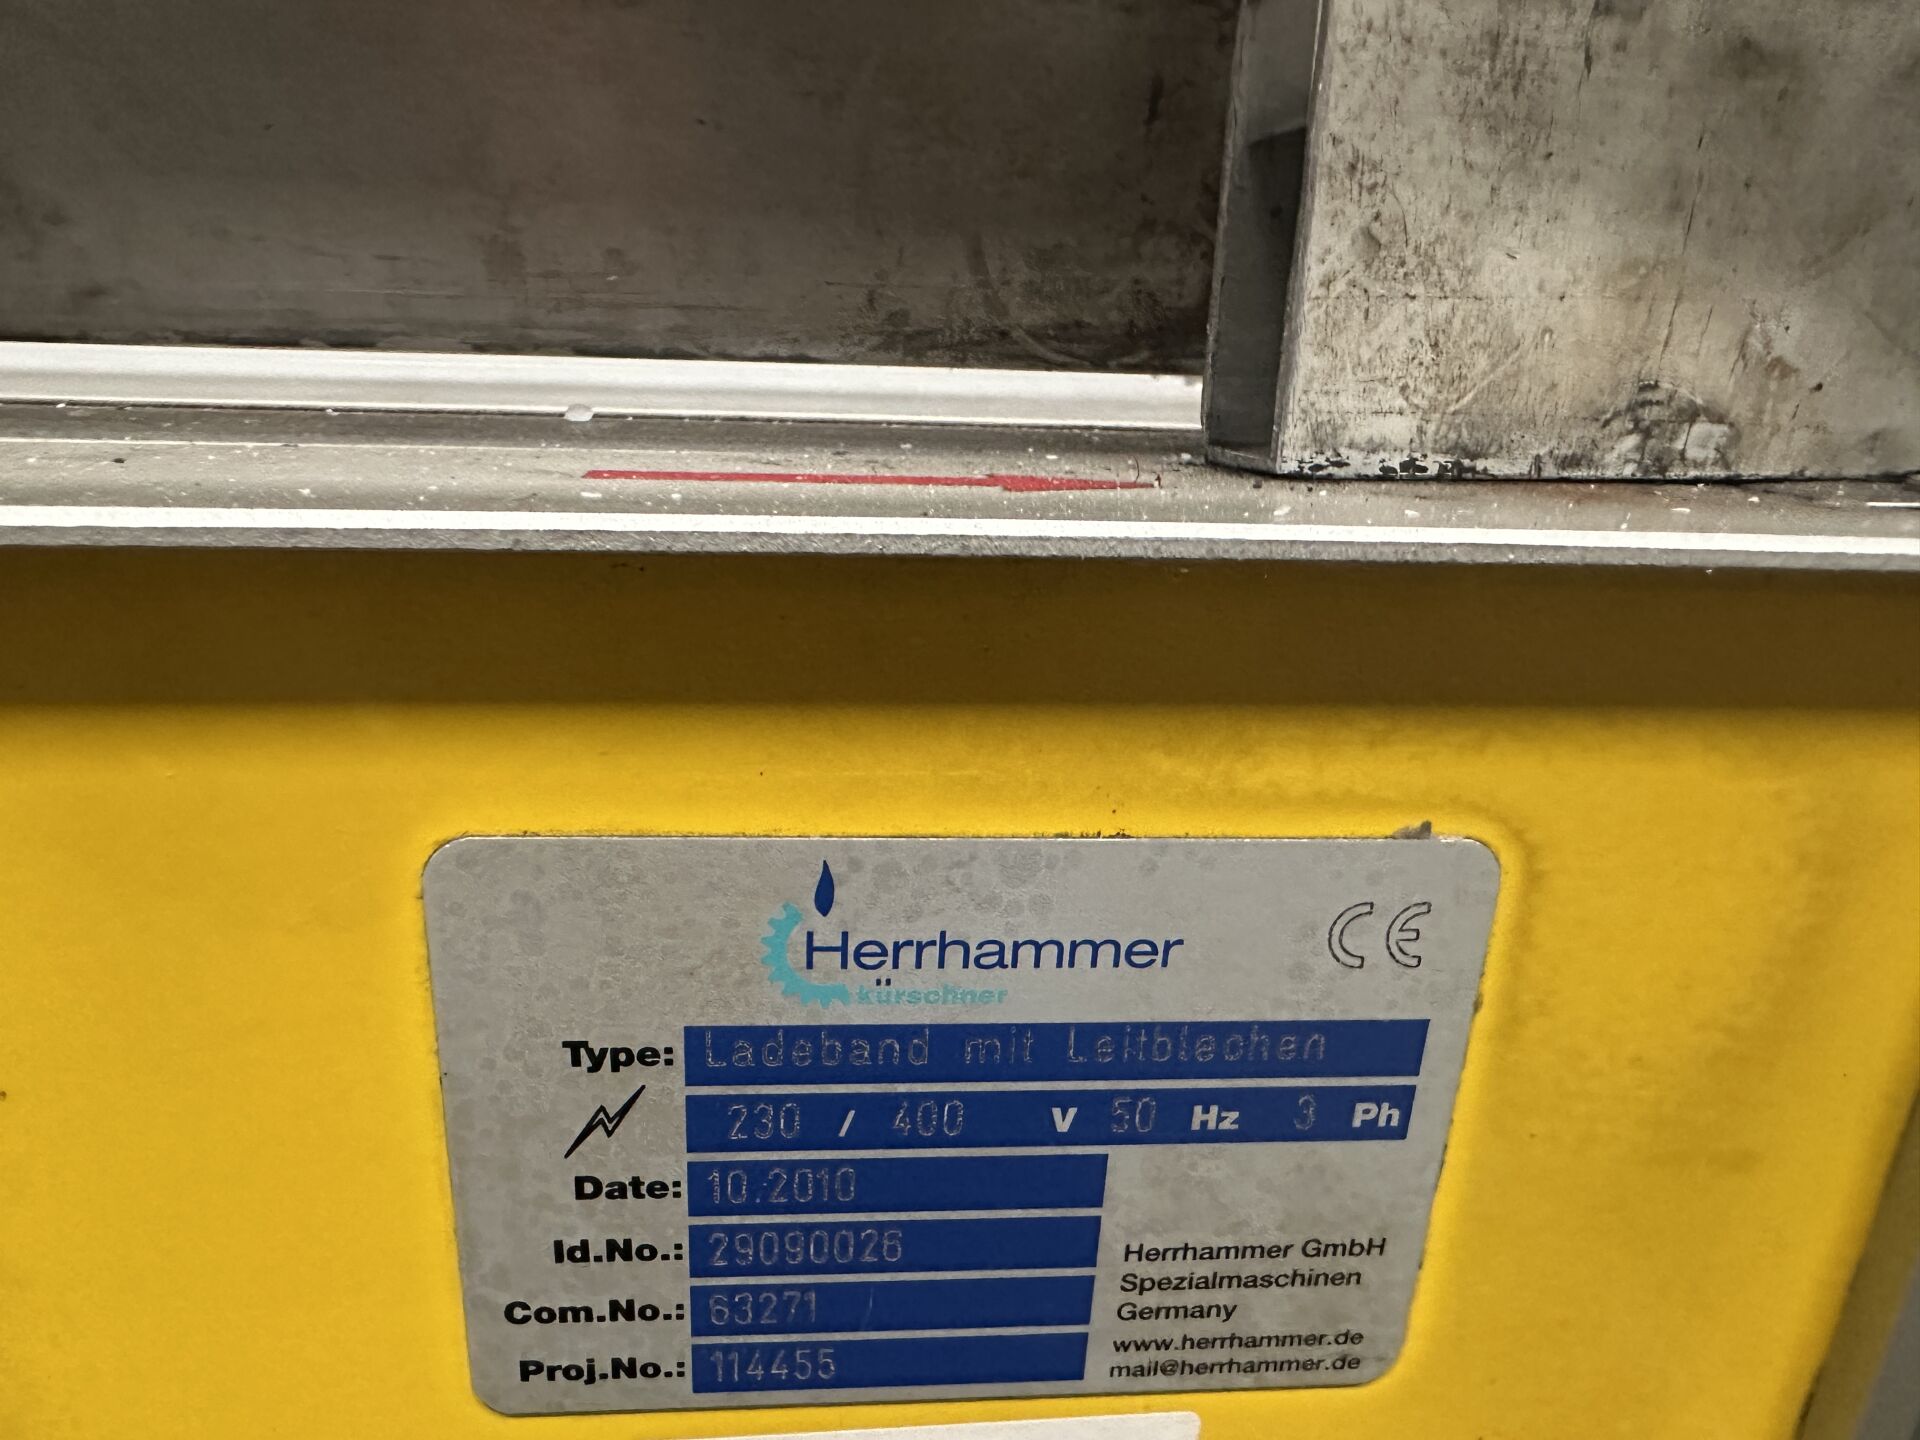 Herrhammer
kürschner
CE
Type: Ladeband mit Leitblechen
230 / 400 V 50 Hz 3 Ph
Date: 10.2010
Id.No.: 29090026
Com.No.: 63271
Proj.No.: 114455
Herrhammer GmbH
Spezialmaschinen
Germany
www.herrhammer.de
mail@herrhammer.de